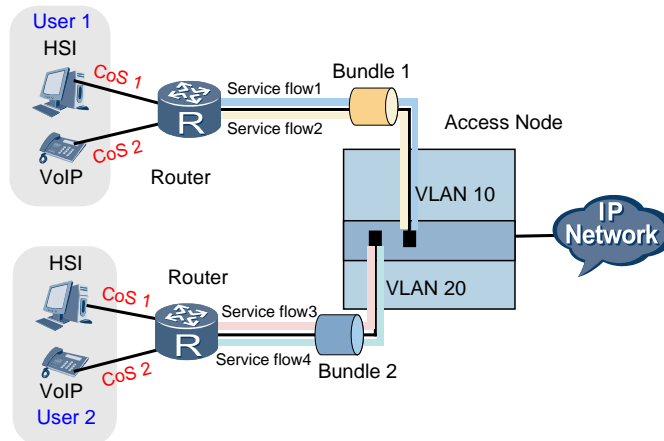 User 1
HSI
CoS 1
CoS 2
VoIP
R
Router
Service flow1
Service flow2
Bundle 1
Access Node
VLAN 10
VLAN 20
IP
Network
HSI
CoS 1
CoS 2
VoIP
User 2
Router
R
Service flow3
Service flow4
Bundle 2